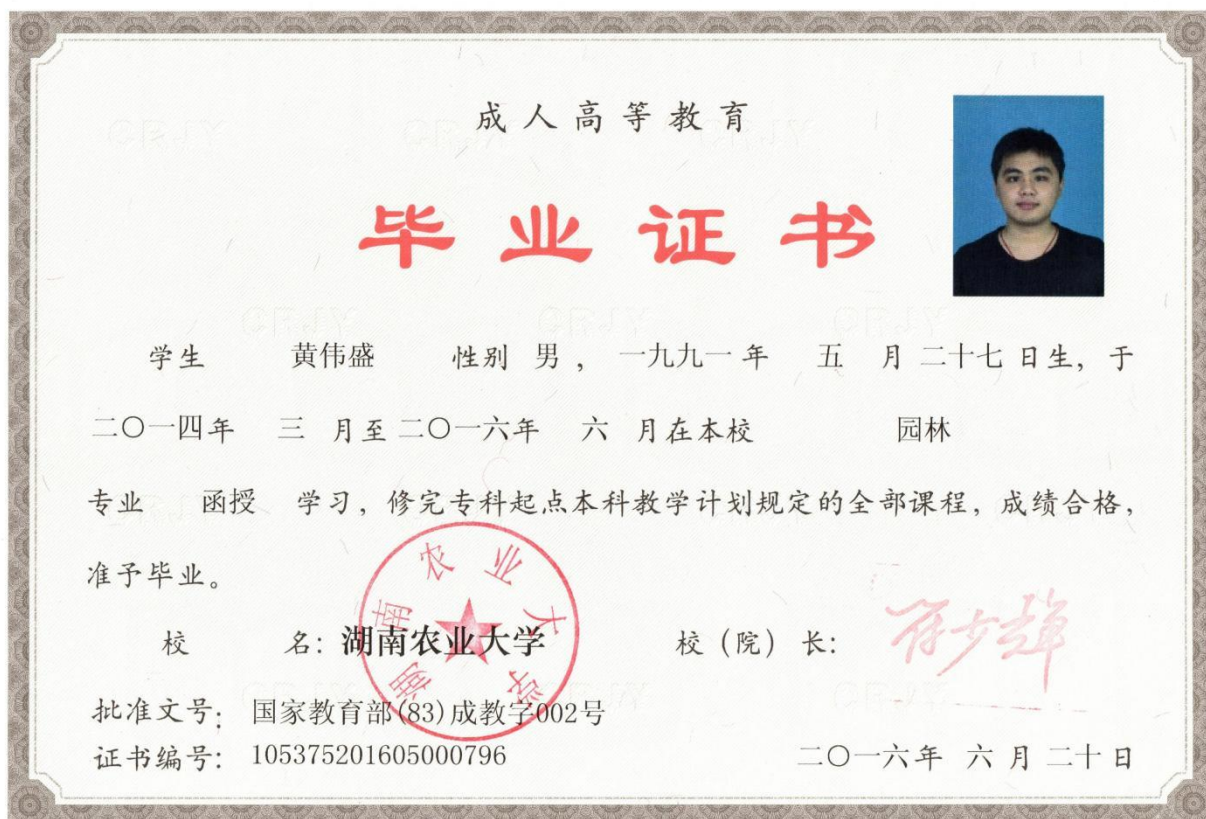 成人高等教育
毕业证书
学生 黄伟盛 性别 男， 一九九一 年 五 月 二十七 日生，于
二〇一四年 三 月至 二〇一六年 六 月在本校 园林
专业 函授 学习，修完专科起点本科教学计划规定的全部课程，成绩合格，
准予毕业。
校 名：湖南农业大学 校（院）长：
湖南农业大学
批准文号： 国家教育部(83)成教字002号
证书编号： 105375201605000796 二〇一六年 六 月 二十 日